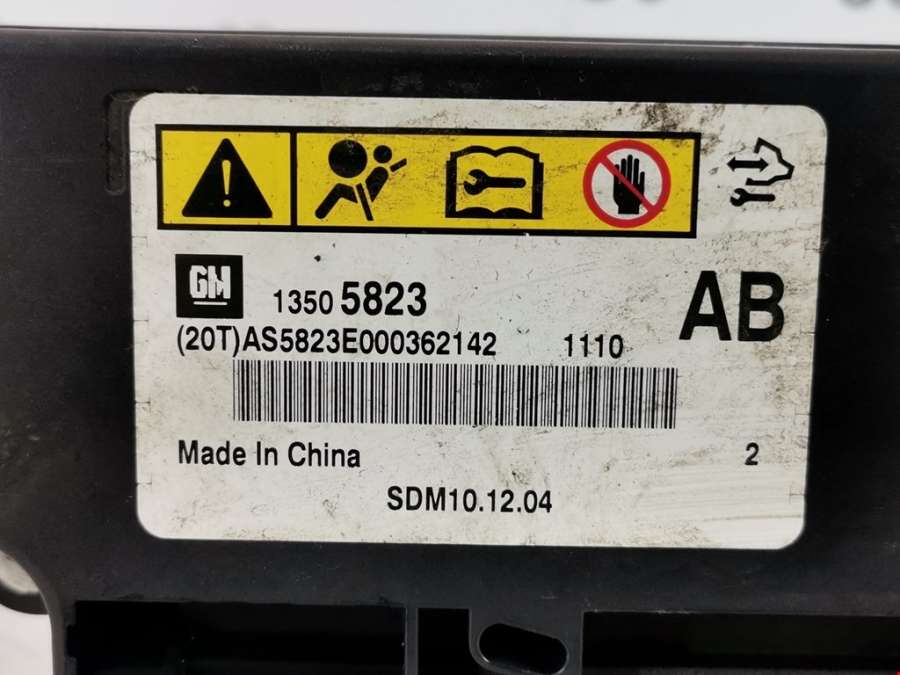 GM 1350 5823 AB
(20T)AS5823E000362142 1110
Made In China 2
SDM10.12.04